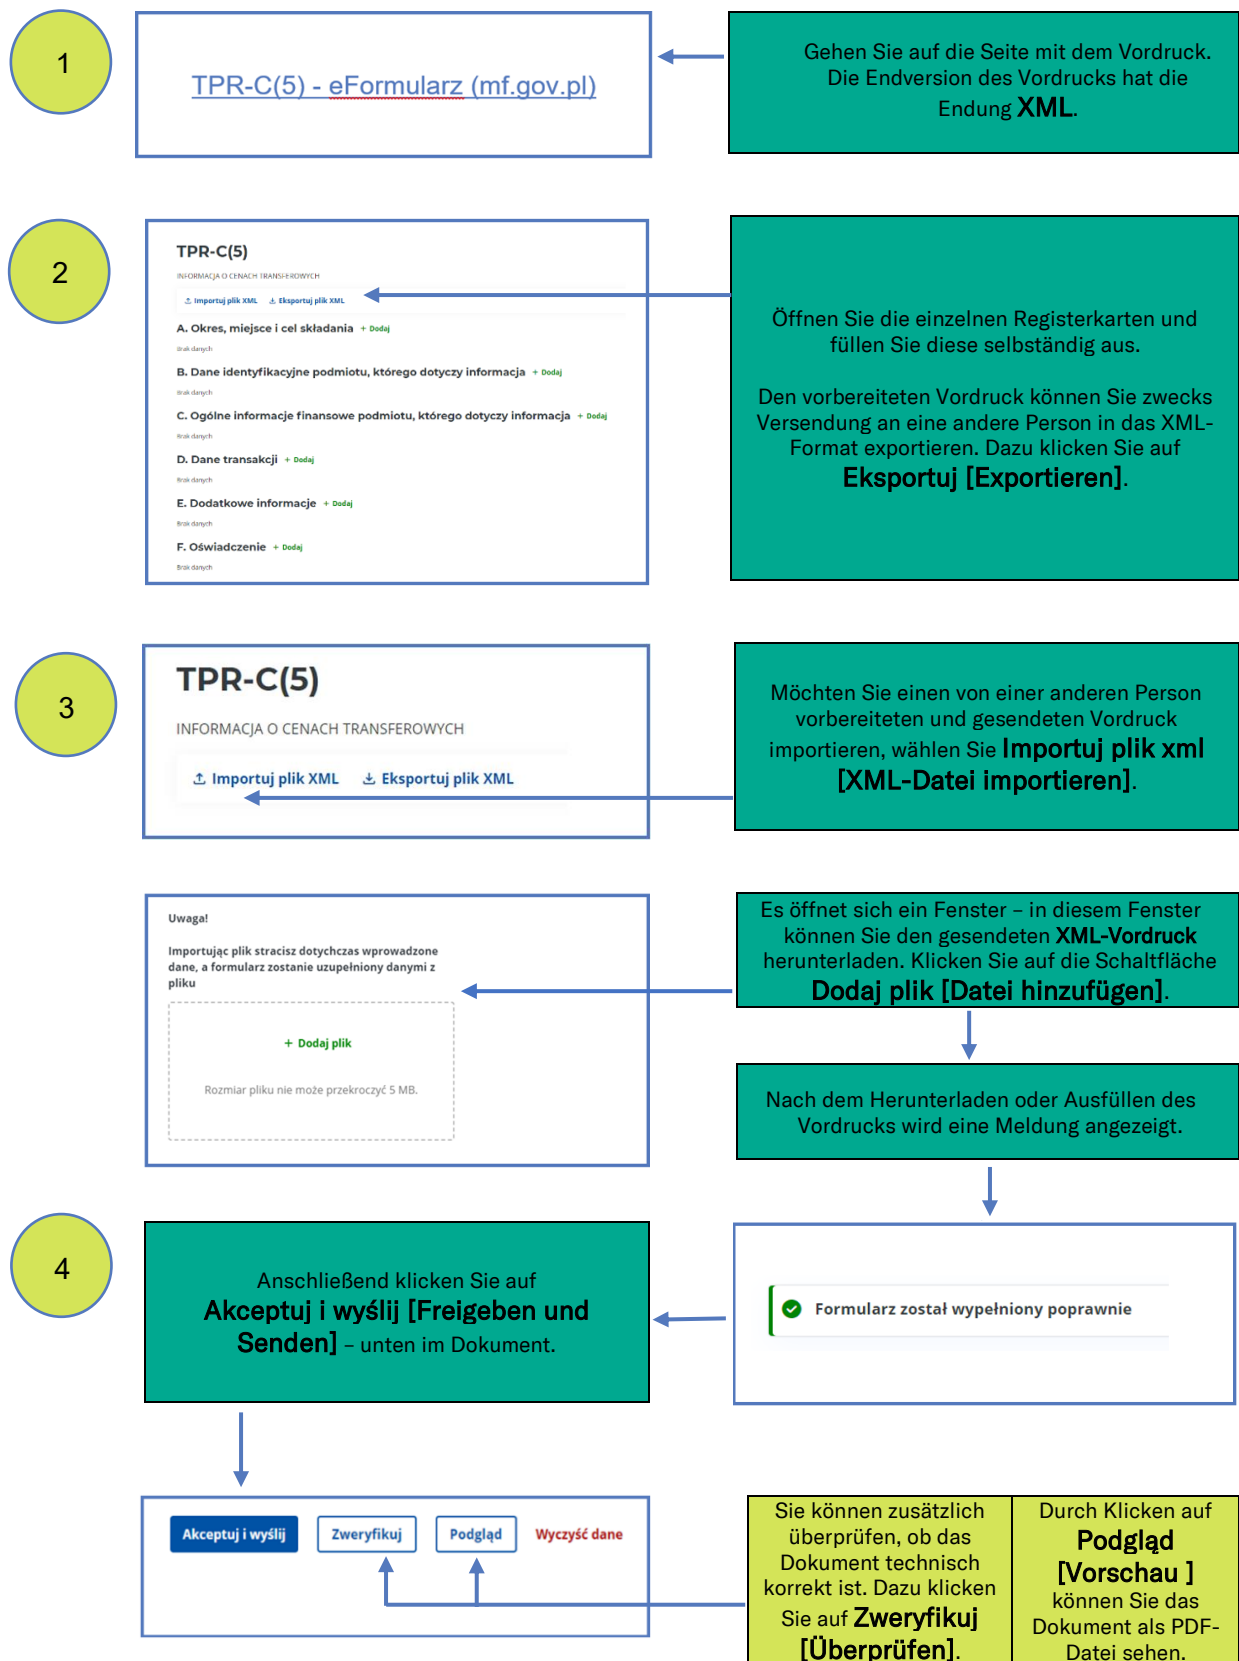 1
TPR-C(5) - eFormularz (mf.gov.pl)
Gehen Sie auf die Seite mit dem Vordruck.
Die Endversion des Vordrucks hat die
Endung XML.
2
TPR-C(5)
INFORMACJA O CENACH TRANSFEROWYCH
Importuj plik XML Eksportuj plik XML
A. Okres, miejsce i cel składania + Dodaj
Brak danych
B. Dane identyfikacyjne podmiotu, którego dotyczy informacja + Dodaj
Brak danych
C. Ogólne informacje finansowe podmiotu, którego dotyczy informacja + Dodaj
Brak danych
D. Dane transakcji + Dodaj
Brak danych
E. Dodatkowe informacje + Dodaj
Brak danych
F. Oświadczenie + Dodaj
Brak danych
Öffnen Sie die einzelnen Registerkarten und
füllen Sie diese selbständig aus.
Den vorbereiteten Vordruck können Sie zwecks
Versendung an eine andere Person in das XML-
Format exportieren. Dazu klicken Sie auf
Eksportuj [Exportieren].
3
TPR-C(5)
INFORMACJA O CENACH TRANSFEROWYCH
Importuj plik XML Eksportuj plik XML
Möchten Sie einen von einer anderen Person
vorbereiteten und gesendeten Vordruck
importieren, wählen Sie Importuj plik xml
[XML-Datei importieren].
Uwaga!
Importując plik stracisz dotychczas wprowadzone
dane, a formularz zostanie uzupełniony danymi z
pliku
+ Dodaj plik
Rozmiar pliku nie może przekroczyć 5 MB.
Es öffnet sich ein Fenster – in diesem Fenster
können Sie den gesendeten XML-Vordruck
herunterladen. Klicken Sie auf die Schaltfläche
Dodaj plik [Datei hinzufügen].
Nach dem Herunterladen oder Ausfüllen des
Vordrucks wird eine Meldung angezeigt.
4
Anschließend klicken Sie auf
Akceptuj i wyślij [Freigeben und
Senden] – unten im Dokument.
Formularz został wypełniony poprawnie
Akceptuj i wyślij Zweryfikuj Podgląd Wyczyść dane
Sie können zusätzlich
überprüfen, ob das
Dokument technisch
korrekt ist. Dazu klicken
Sie auf Zweryfikuj
[Überprüfen].
Durch Klicken auf
Podgląd
[Vorschau ]
können Sie das
Dokument als PDF-
Datei sehen.